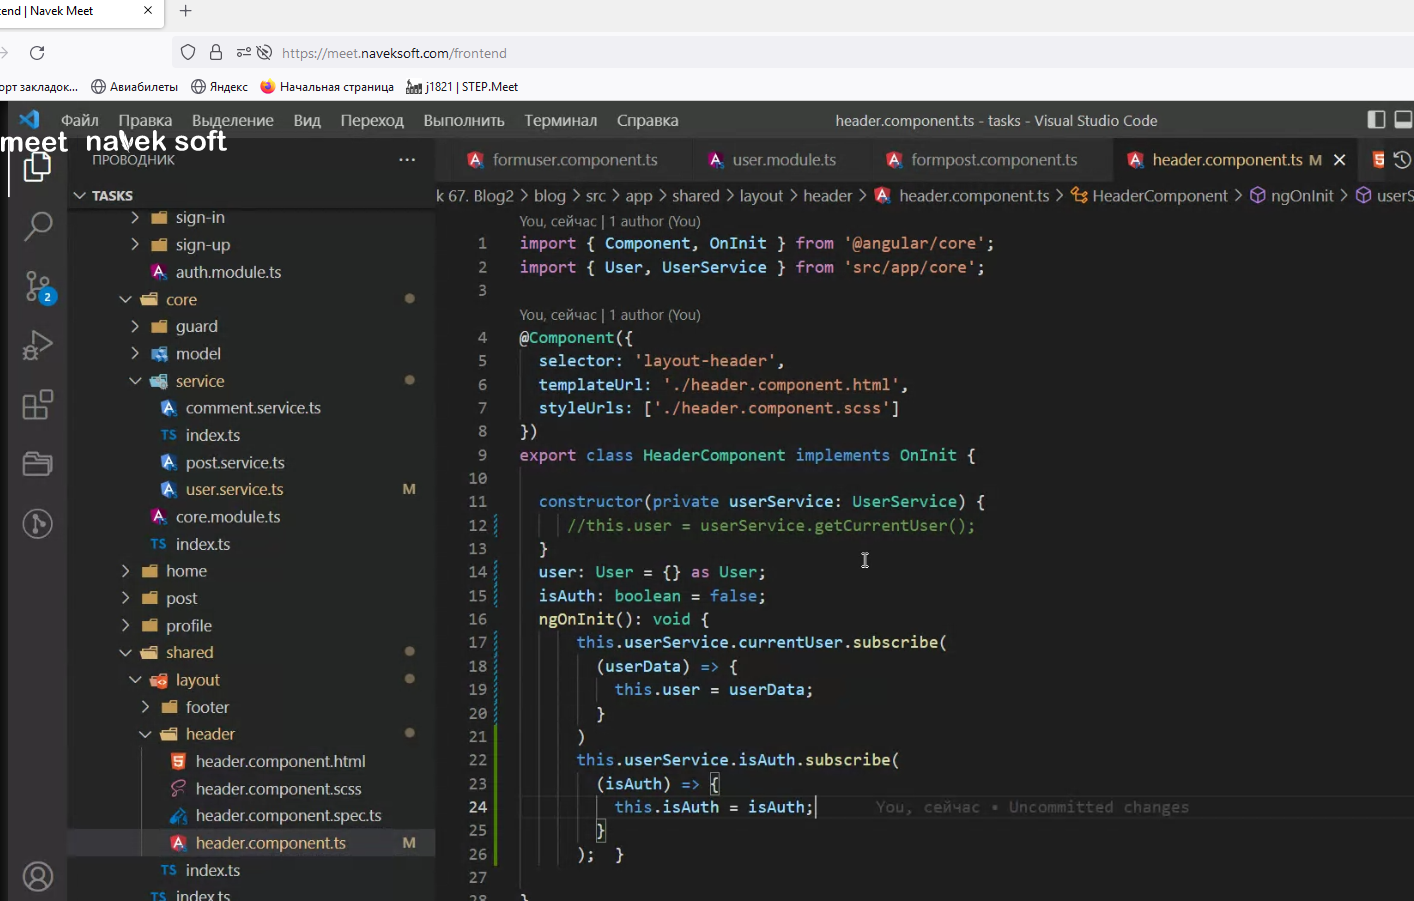 end | Navek Meet
https://meet.naveksoft.com/frontend
орт закладок...
Авиабилеты
Яндекс
Начальная страница
j1821 | STEP.Meet
Файл
Правка
Выделение
Вид
Переход
Выполнить
Терминал
Справка
header.component.ts - tasks - Visual Studio Code
meet navek soft
ПРОВОДНИК
formuser.component.ts
user.module.ts
formpost.component.ts
header.component.ts M
TASKS
k 67. Blog2 > blog > src > app > shared > layout > header > header.component.ts > HeaderComponent > ngOnInit > userS
sign-in
sign-up
auth.module.ts
core
guard
model
service
comment.service.ts
TS index.ts
post.service.ts
user.service.ts M
core.module.ts
TS index.ts
home
post
profile
shared
layout
footer
header
header.component.html
header.component.scss
header.component.spec.ts
header.component.ts M
TS index.ts
TS index.ts
2
You, сейчас | 1 author (You)
1 import { Component, OnInit } from '@angular/core';
2 import { User, UserService } from 'src/app/core';
3
You, сейчас | 1 author (You)
4 @Component({
5 selector: 'layout-header',
6 templateUrl: './header.component.html',
7 styleUrls: ['./header.component.scss']
8 })
9 export class HeaderComponent implements OnInit {
10
11 constructor(private userService: UserService) {
12 //this.user = userService.getCurrentUser();
13 }
14 user: User = {} as User;
15 isAuth: boolean = false;
16 ngOnInit(): void {
17 this.userService.currentUser.subscribe(
18 (userData) => {
19 this.user = userData;
20 }
21 )
22 this.userService.isAuth.subscribe(
23 (isAuth) => {
24 this.isAuth = isAuth; You, сейчас • Uncommitted changes
25 }
26 ); }
27
28 }